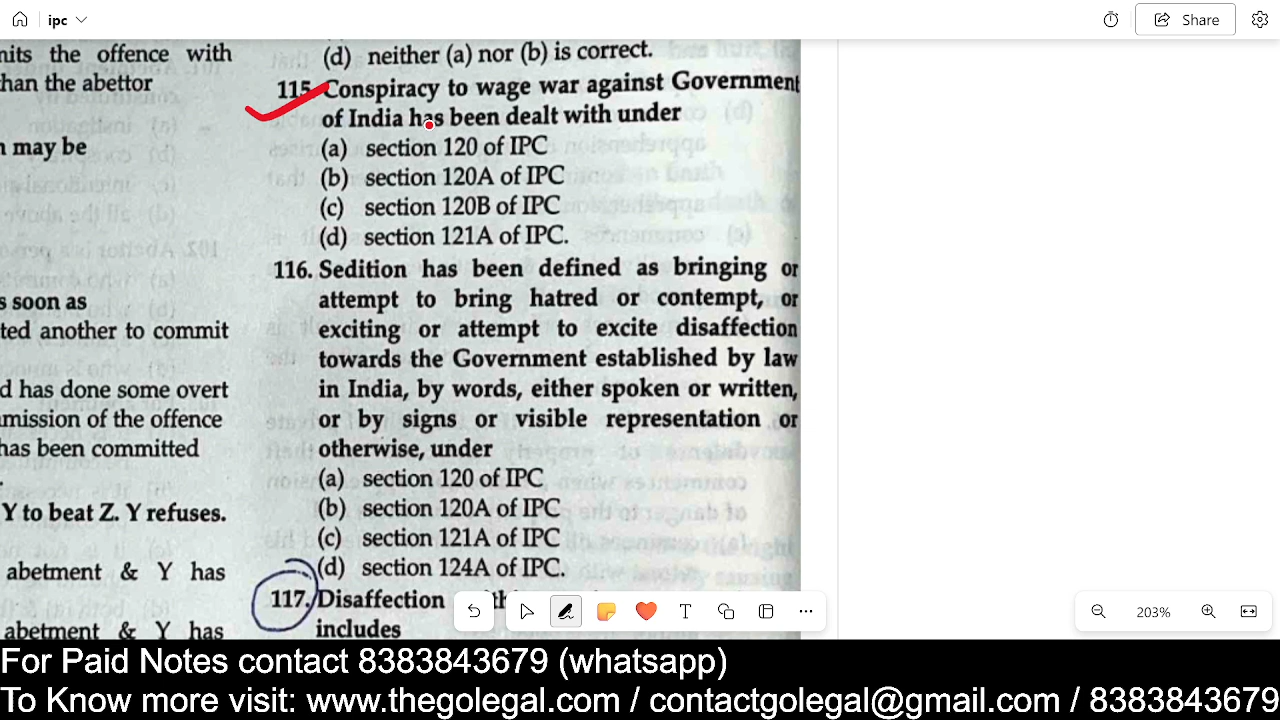 ipc
Share
mits the offence with
han the abettor
may be
s soon as
ted another to commit
d has done some overt
mission of the offence
has been committed
Y to beat Z. Y refuses.
abetment & Y has
abetment & Y has
(d) neither (a) nor (b) is correct.
115. Conspiracy to wage war against Government
of India has been dealt with under
(a) section 120 of IPC
(b) section 120A of IPC
(c) section 120B of IPC
(d) section 121A of IPC.
116. Sedition has been defined as bringing or
attempt to bring hatred or contempt, or
exciting or attempt to excite disaffection
towards the Government established by law
in India, by words, either spoken or written,
or by signs or visible representation or
otherwise, under
(a) section 120 of IPC
(b) section 120A of IPC
(c) section 121A of IPC
(d) section 124A of IPC.
117. Disaffection
includes
203%
For Paid Notes contact 8383843679 (whatsapp)
To Know more visit: www.thegolegal.com / contactgolegal@gmail.com / 8383843679